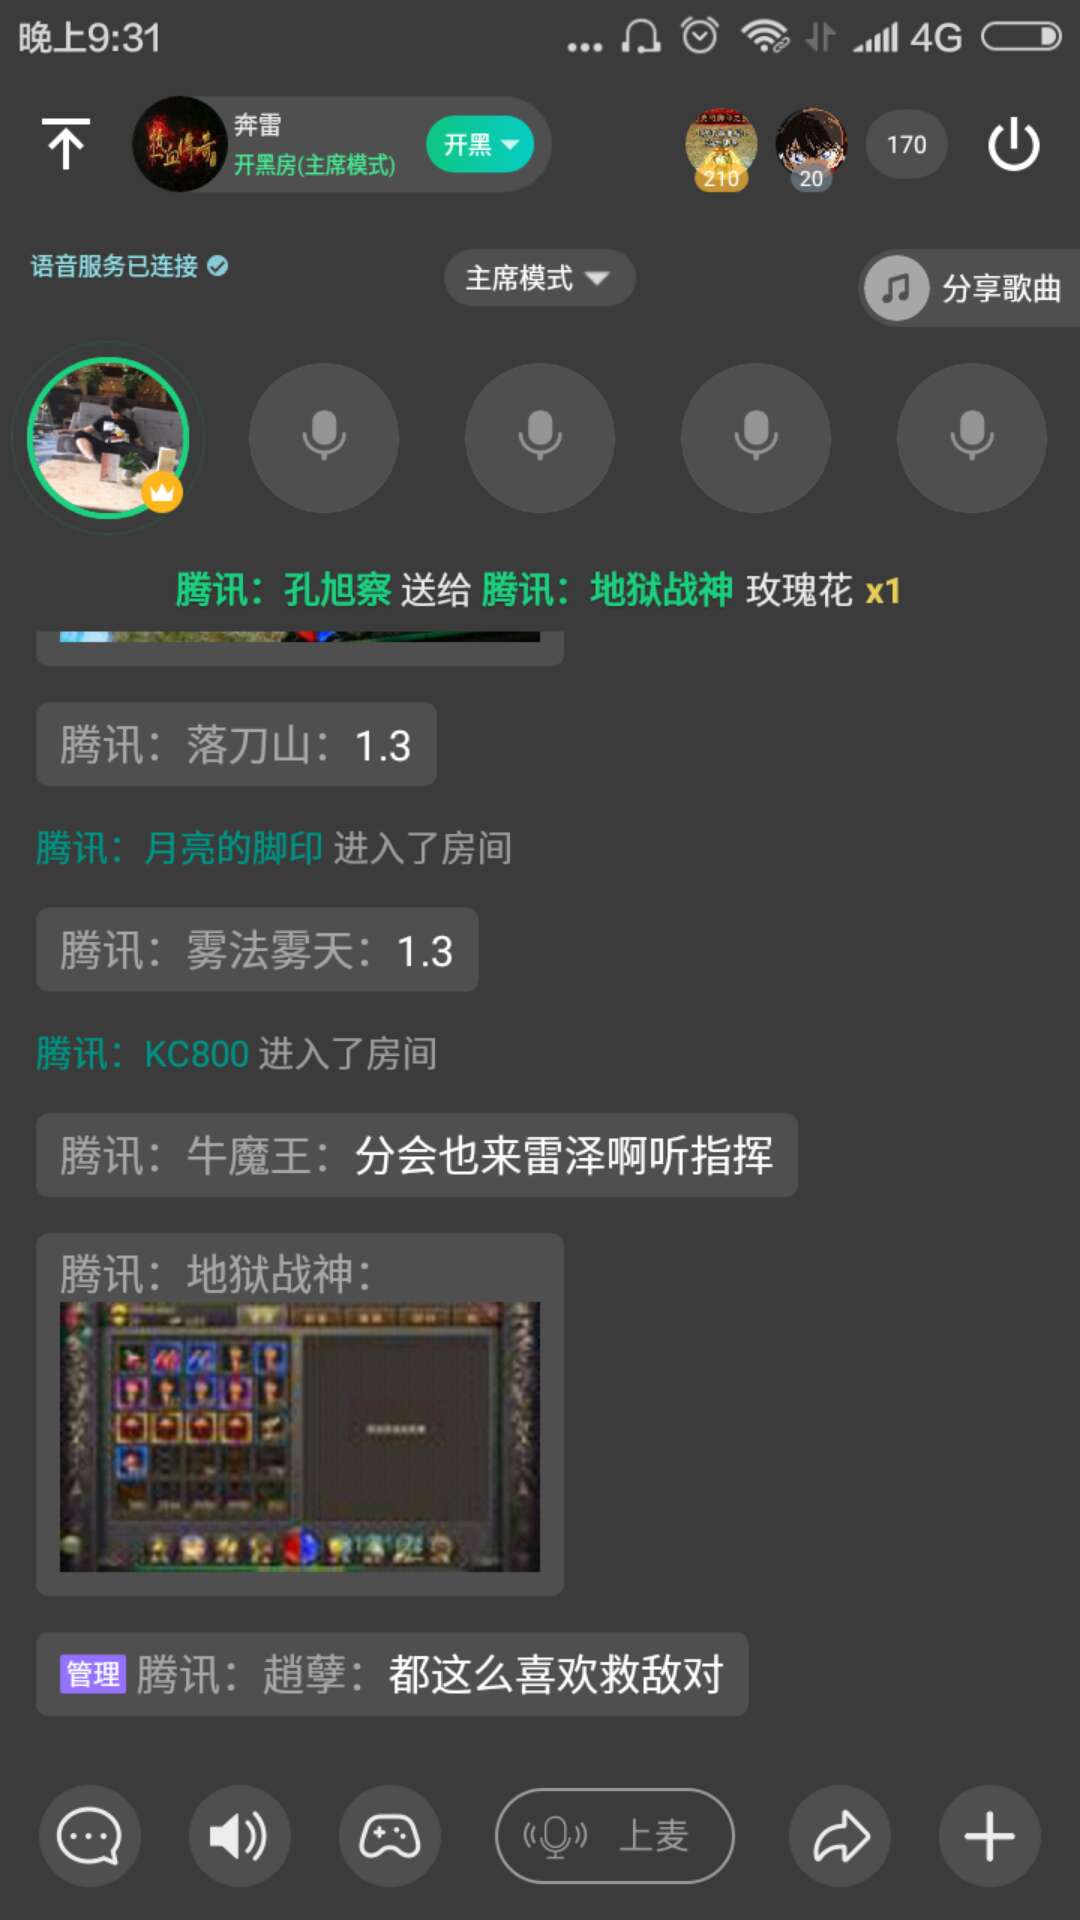 晚上9:31
4G
奔雷
开黑房(主席模式)
开黑
210
20
170
语音服务已连接
主席模式
分享歌曲
腾讯：孔旭察 送给 腾讯：地狱战神 玫瑰花 x1
腾讯：落刀山：1.3
腾讯：月亮的脚印 进入了房间
腾讯：雾法雾天：1.3
腾讯：KC800 进入了房间
腾讯：牛魔王：分会也来雷泽啊听指挥
腾讯：地狱战神：
管理 腾讯：趙孽：都这么喜欢救敌对
上麦